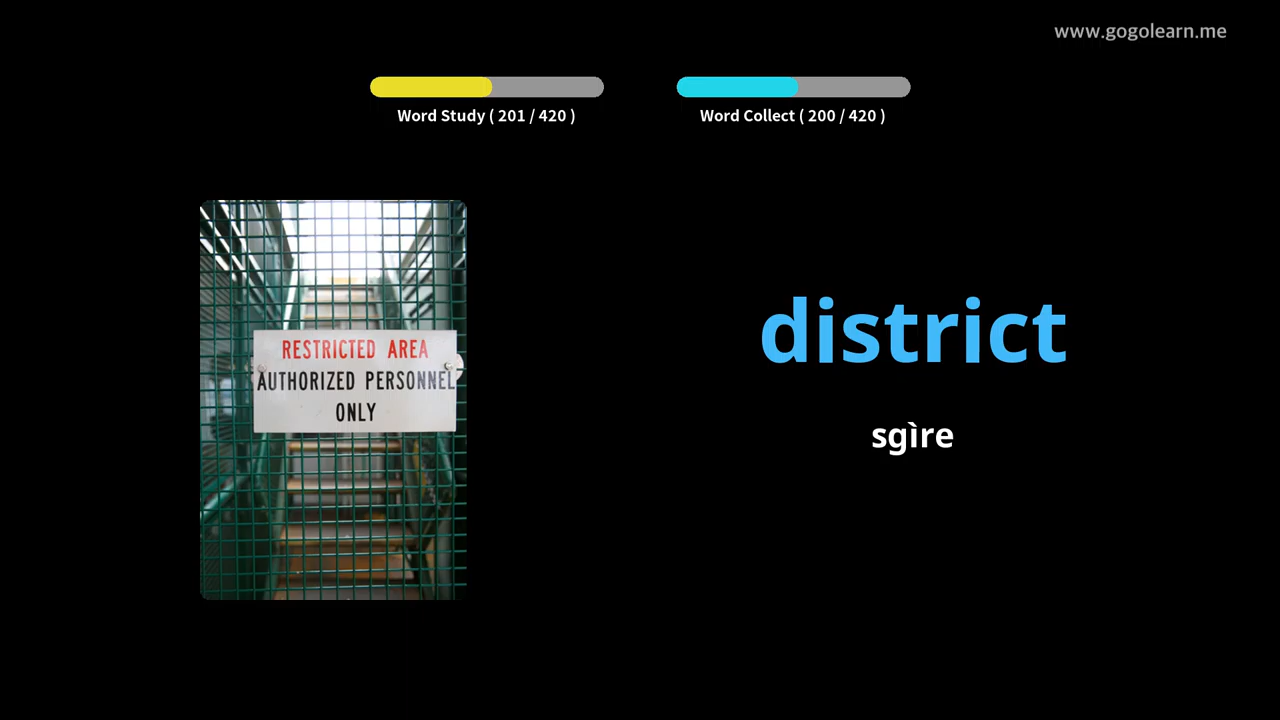 www.gogolearn.me
Word Study ( 201 / 420 )
Word Collect ( 200 / 420 )
RESTRICTED AREA
AUTHORIZED PERSONNEL
ONLY
district
sgìre